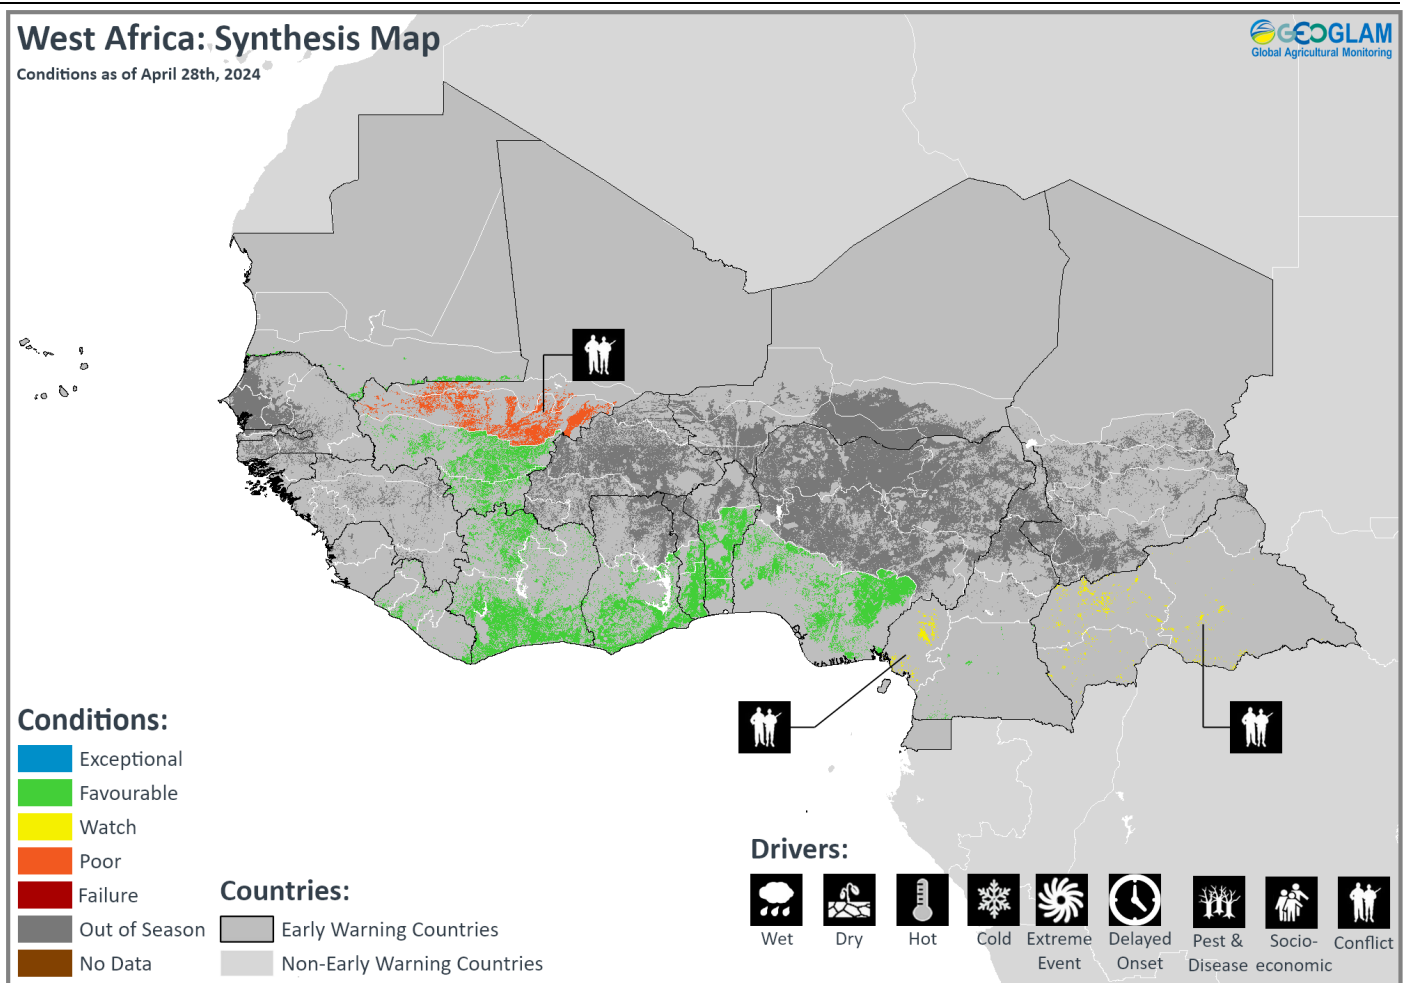 West Africa: Synthesis Map
Conditions as of April 28th, 2024
GEOGLAM
Global Agricultural Monitoring
Conditions:
Exceptional
Favourable
Watch
Poor
Failure
Out of Season
No Data
Countries:
Early Warning Countries
Non-Early Warning Countries
Drivers:
Wet
Dry
Hot
Cold
Extreme
Event
Delayed
Onset
Pest &
Disease
Socio-
economic
Conflict